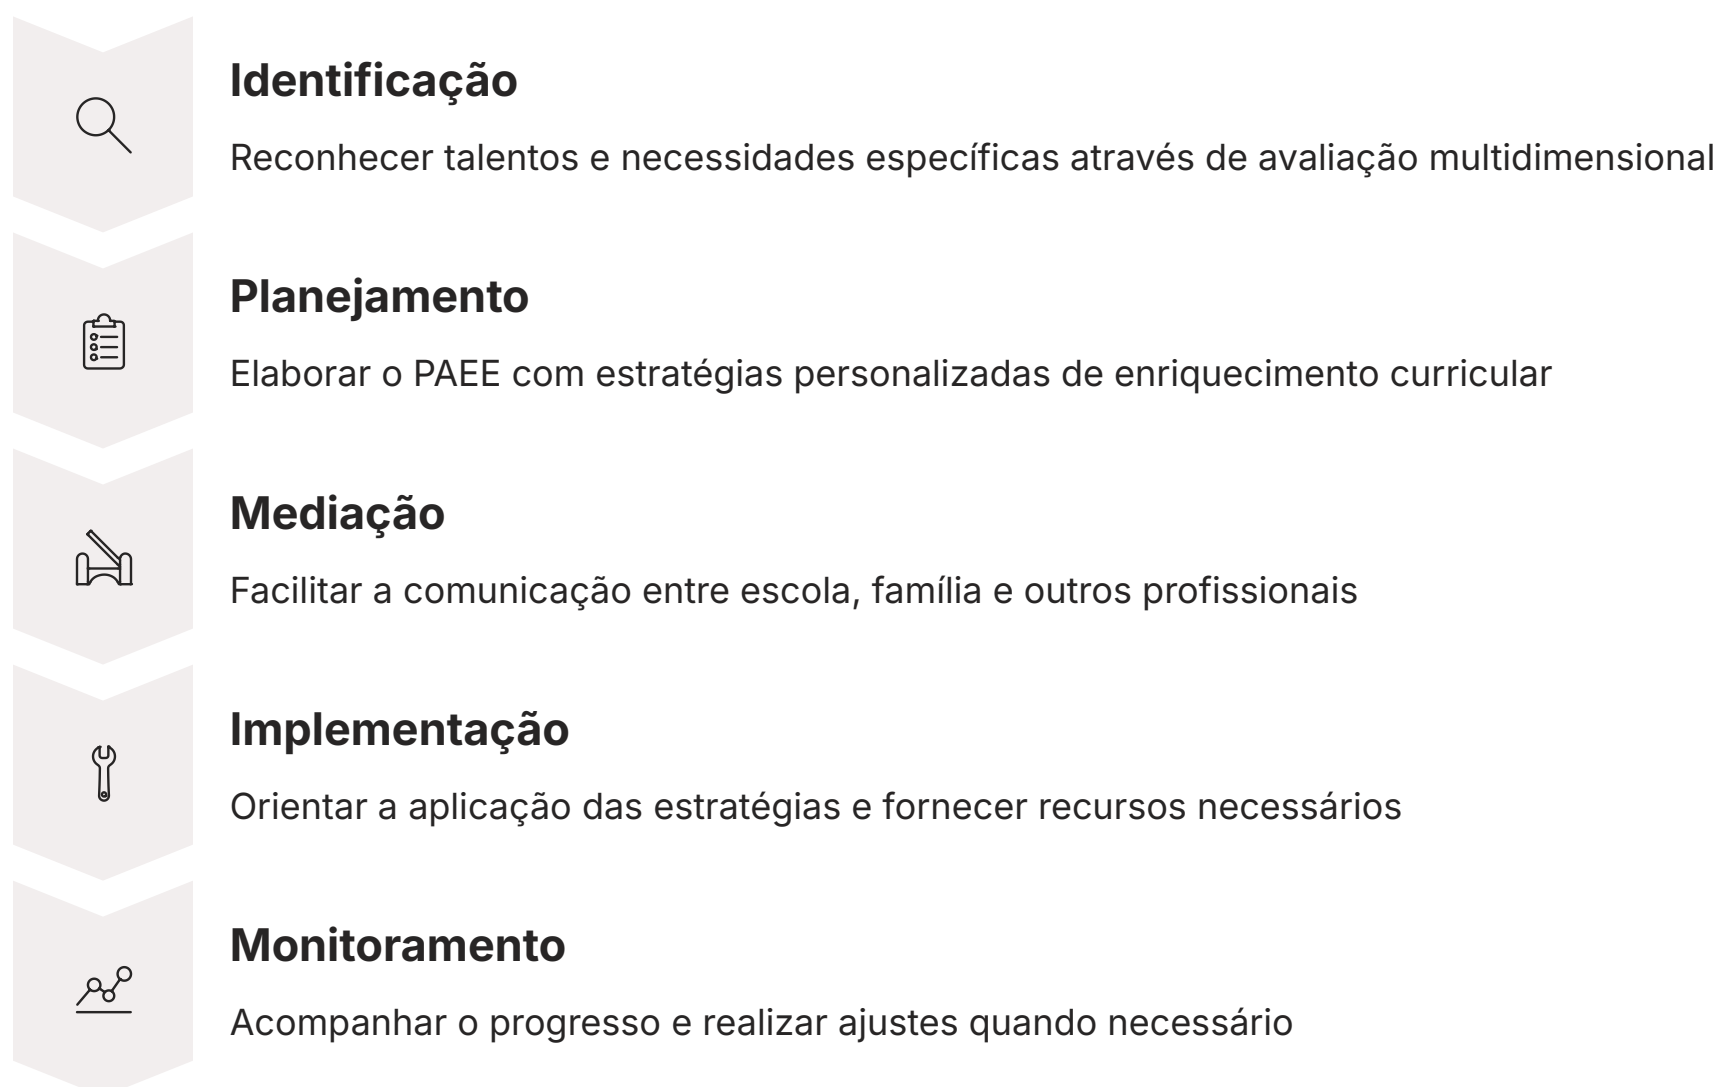 Identificação
Reconhecer talentos e necessidades específicas através de avaliação multidimensional
Planejamento
Elaborar o PAEE com estratégias personalizadas de enriquecimento curricular
Mediação
Facilitar a comunicação entre escola, família e outros profissionais
Implementação
Orientar a aplicação das estratégias e fornecer recursos necessários
Monitoramento
Acompanhar o progresso e realizar ajustes quando necessário